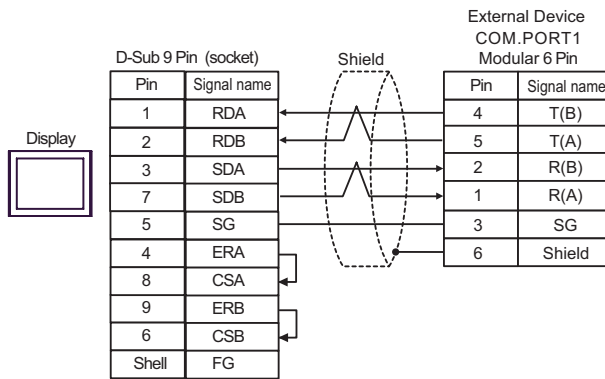 External Device
COM.PORT1
D-Sub 9 Pin (socket) Shield Modular 6 Pin
Pin Signal name Pin Signal name
1 RDA 4 T(B)
Display 2 RDB 5 T(A)
3 SDA 2 R(B)
7 SDB 1 R(A)
5 SG 3 SG
4 ERA 6 Shield
8 CSA
9 ERB
6 CSB
Shell FG